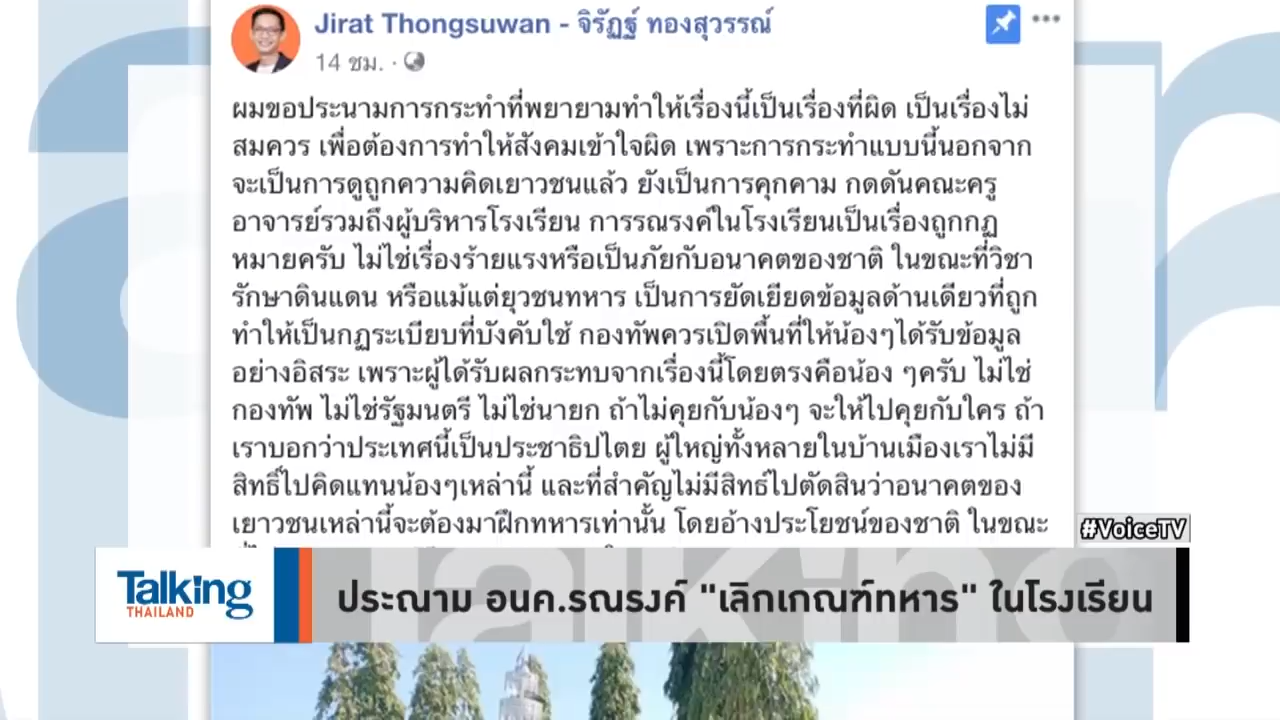 Jirat Thongsuwan - จิรัฏฐ์ ทองสุวรรณ์
14 ชม. ·
ผมขอประนามการกระทำที่พยายามทำให้เรื่องนี้เป็นเรื่องที่ผิด เป็นเรื่องไม่
สมควร เพื่อต้องการทำให้สังคมเข้าใจผิด เพราะการกระทำแบบนี้นอกจาก
จะเป็นการดูถูกความคิดเยาวชนแล้ว ยังเป็นการคุกคาม กดดันคณะครู
อาจารย์รวมถึงผู้บริหารโรงเรียน การรณรงค์ในโรงเรียนเป็นเรื่องถูกกฏ
หมายครับ ไม่ไช่เรื่องร้ายแรงหรือเป็นภัยกับอนาคตของชาติ ในขณะที่วิชา
รักษาดินแดน หรือแม้แต่ยุวชนทหาร เป็นการยัดเยียดข้อมูลด้านเดียวที่ถูก
ทำให้เป็นกฏระเบียบที่บังคับใช้ กองทัพควรเปิดพื้นที่ให้น้องๆได้รับข้อมูล
อย่างอิสระ เพราะผู้ได้รับผลกระทบจากเรื่องนี้โดยตรงคือน้อง ๆครับ ไม่ไช่
กองทัพ ไม่ไช่รัฐมนตรี ไม่ไช่นายก ถ้าไม่คุยกับน้องๆ จะให้ไปคุยกับใคร ถ้า
เราบอกว่าประเทศนี้เป็นประชาธิปไตย ผู้ใหญ่ทั้งหลายในบ้านเมืองเราไม่มี
สิทธิ์ไปคิดแทนน้องๆเหล่านี้ และที่สำคัญไม่มีสิทธ์ไปตัดสินว่าอนาคตของ
เยาวชนเหล่านี้จะต้องมาฝึกทหารเท่านั้น โดยอ้างประโยชน์ของชาติ ในขณะ
#VoiceTV
Talking
THAILAND
ประณาม อนค.รณรงค์ "เลิกเกณฑ์ทหาร" ในโรงเรียน